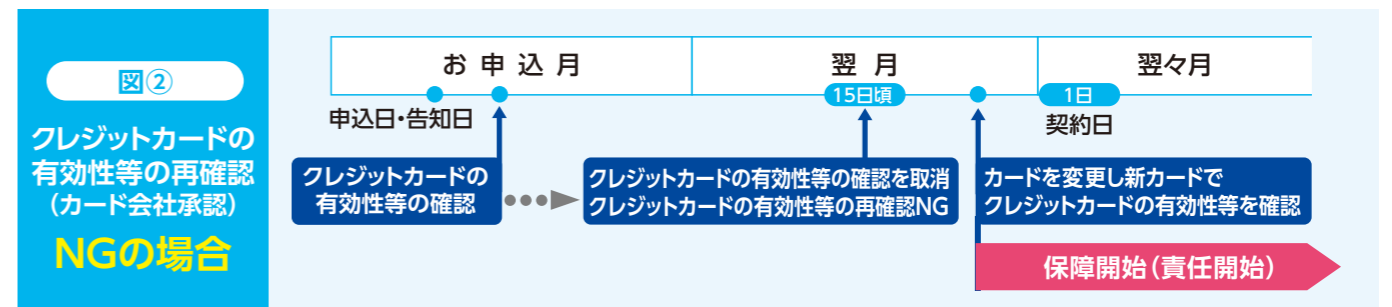 図②
クレジットカードの
有効性等の再確認
（カード会社承認）
NGの場合
お申込月
翌月
翌々月
15日頃
1日
申込日・告知日
契約日
クレジットカードの
有効性等の確認
クレジットカードの有効性等の確認を取消
クレジットカードの有効性等の再確認NG
カードを変更し新カードで
クレジットカードの有効性等を確認
保障開始（責任開始）